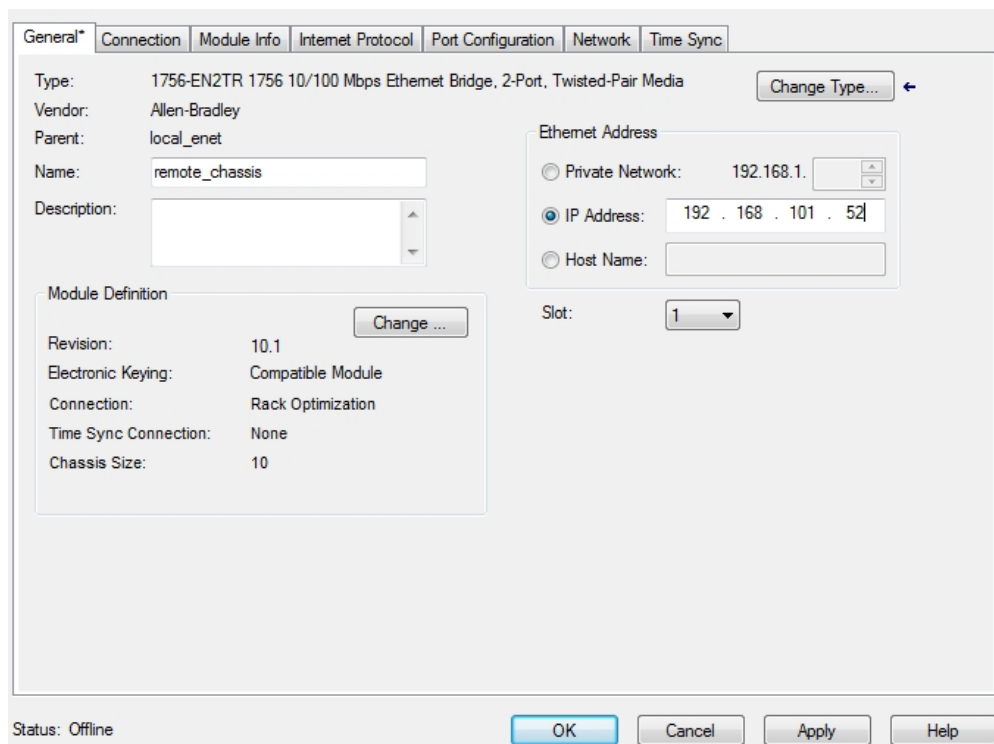 General* Connection Module Info Internet Protocol Port Configuration Network Time Sync
Type: 1756-EN2TR 1756 10/100 Mbps Ethernet Bridge, 2-Port, Twisted-Pair Media
Change Type...
Vendor: Allen-Bradley
Parent: local_enet
Name: remote_chassis
Description:
Ethernet Address
Private Network: 192.168.1.
IP Address: 192 . 168 . 101 . 52
Host Name:
Slot: 1
Module Definition
Change ...
Revision: 10.1
Electronic Keying: Compatible Module
Connection: Rack Optimization
Time Sync Connection: None
Chassis Size: 10
Status: Offline
OK Cancel Apply Help